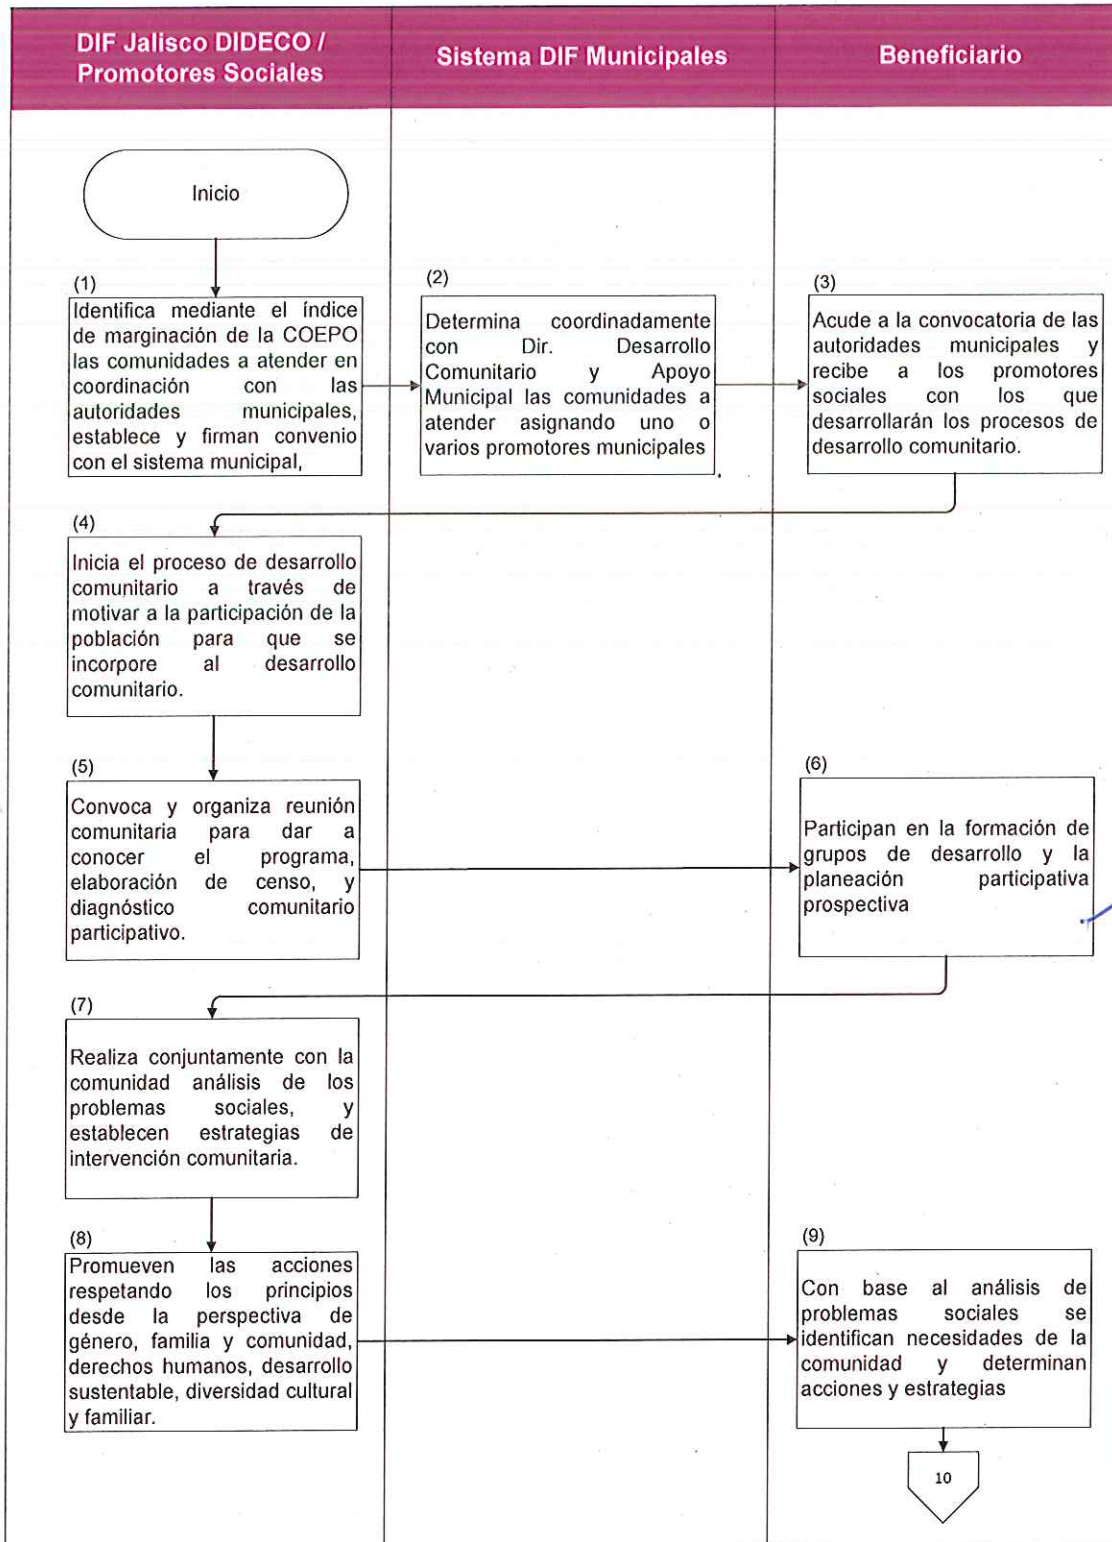 DIF Jalisco DIDECO /
Promotores Sociales
Sistema DIF Municipales
Beneficiario
Inicio
(1)
Identifica mediante el índice
de marginación de la COEPO
las comunidades a atender en
coordinación con las
autoridades municipales,
establece y firman convenio
con el sistema municipal,
(2)
Determina coordinadamente
con Dir. Desarrollo
Comunitario y Apoyo
Municipal las comunidades a
atender asignando uno o
varios promotores municipales
(3)
Acude a la convocatoria de las
autoridades municipales y
recibe a los promotores
sociales con los que
desarrollarán los procesos de
desarrollo comunitario.
(4)
Inicia el proceso de desarrollo
comunitario a través de
motivar a la participación de la
población para que se
incorpore al desarrollo
comunitario.
(5)
Convoca y organiza reunión
comunitaria para dar a
conocer el programa,
elaboración de censo, y
diagnóstico comunitario
participativo.
(6)
Participan en la formación de
grupos de desarrollo y la
planeación participativa
prospectiva
(7)
Realiza conjuntamente con la
comunidad análisis de los
problemas sociales, y
establecen estrategias de
intervención comunitaria.
(8)
Promueven las acciones
respetando los principios
desde la perspectiva de
género, familia y comunidad,
derechos humanos, desarrollo
sustentable, diversidad cultural
y familiar.
(9)
Con base al análisis de
problemas sociales se
identifican necesidades de la
comunidad y determinan
acciones y estrategias
10